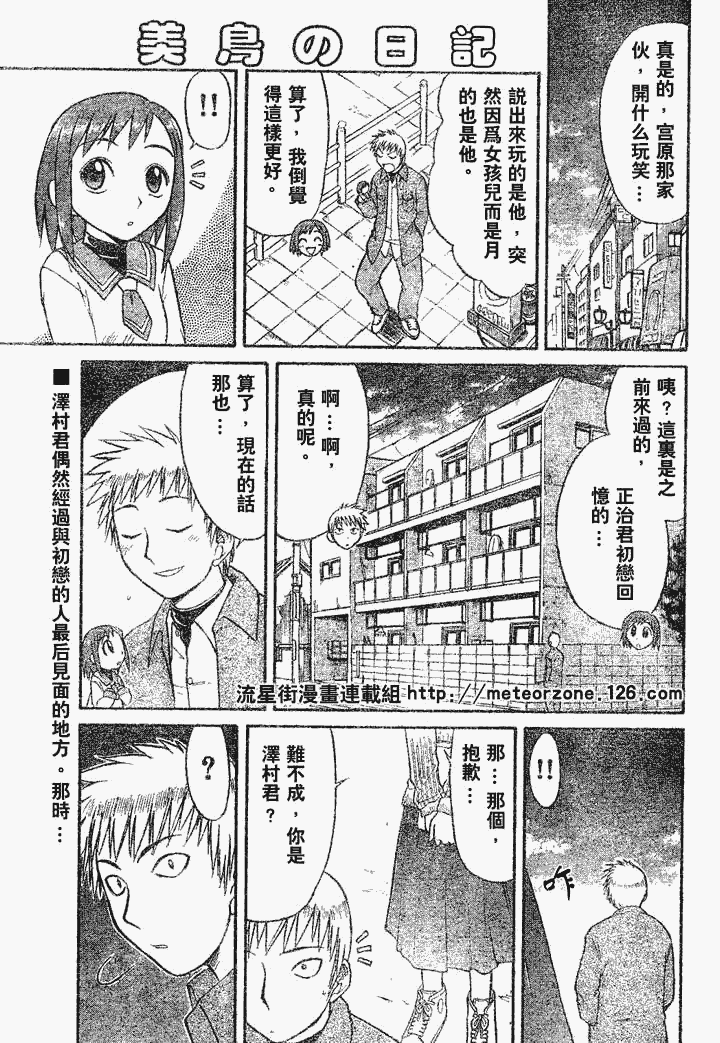 美鳥の日記
真是的，宮原那家
伙，開什么玩笑…
說出來玩的是他，突
然因爲女孩兒而是月
的也是他。
算了，我倒覺
得這樣更好。
!!
咦？這裏是之
前來過的，
正治君初戀回
憶的…
啊…啊，
真的呢。
算了，現在的話
那也…
■ 澤村君偶然經過與初戀的人最后見面的地方。那時…
流星街漫畫連載組 http://meteorzone.126.com
!!
咋
那…那個，
抱歉…
難不成，你是
澤村君？
？